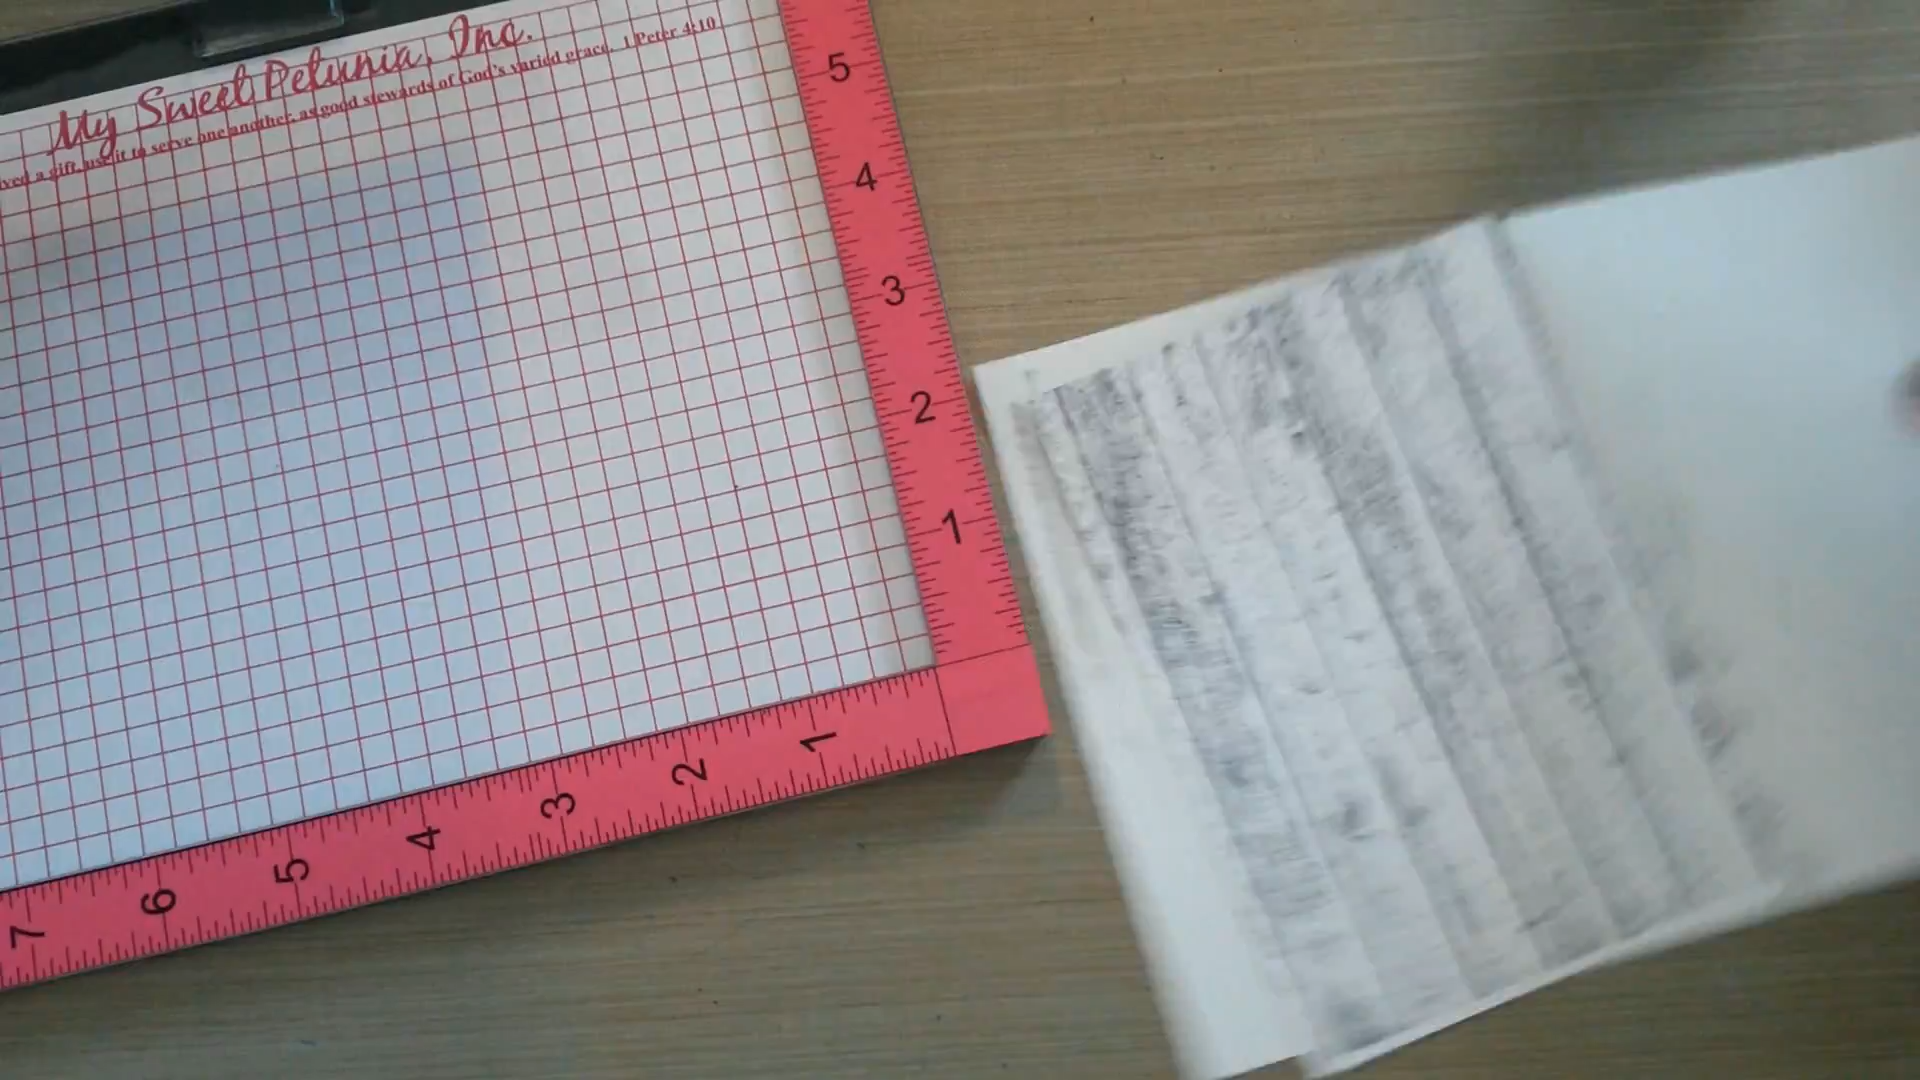 My Sweet Petunia, Inc.
a gift, use it to serve one another, as good stewards of God's varied grace. 1 Peter 4:10
5
4
3
2
1
7 6 5 4 3 2 1